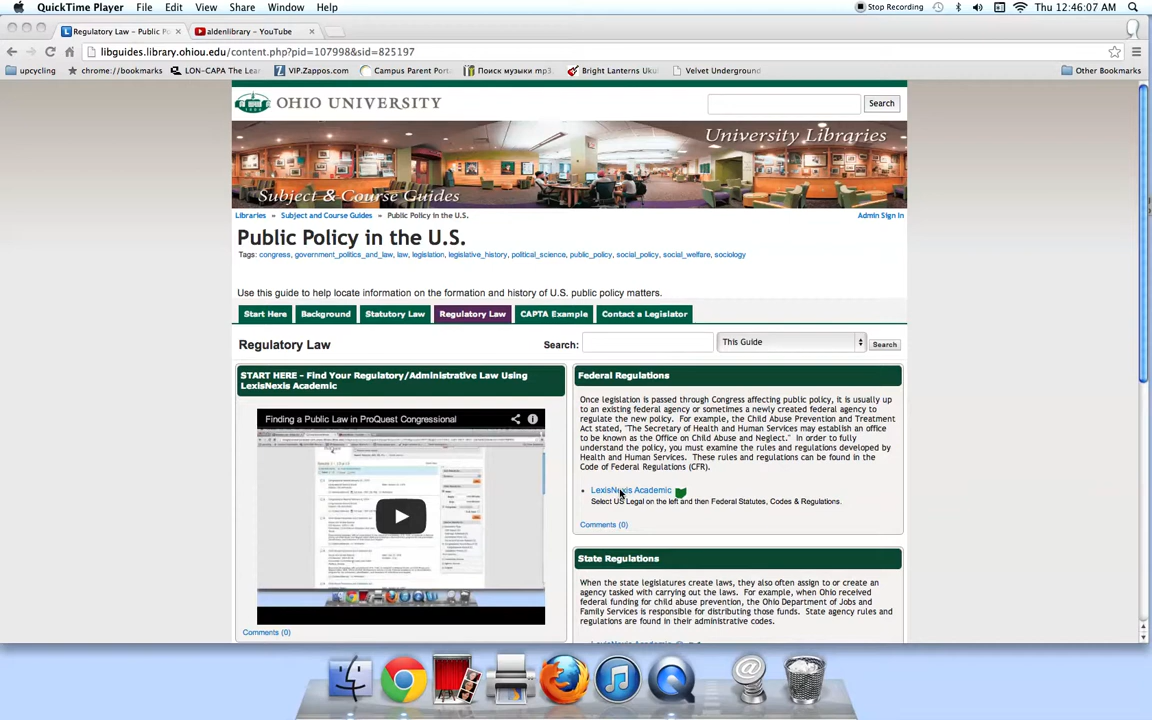 QuickTime Player File Edit View Share Window Help Stop Recording Thu 12:46:07 AM
Regulatory Law – Public Po aldenlibrary - YouTube
libguides.library.ohiou.edu/content.php?pid=107998&sid=825197
upcycling chrome://bookmarks LON-CAPA The Lear VIP.Zappos.com Campus Parent Port Поиск музыки mp3 Bright Lanterns Uku Velvet Underground Other Bookmarks
OHIO UNIVERSITY Search
University Libraries
Subject & Course Guides
Libraries » Subject and Course Guides » Public Policy in the U.S. Admin Sign In
Public Policy in the U.S.
Tags: congress, government_politics_and_law, law, legislation, legislative_history, political_science, public_policy, social_policy, social_welfare, sociology
Use this guide to help locate information on the formation and history of U.S. public policy matters.
Start Here Background Statutory Law Regulatory Law CAPTA Example Contact a Legislator
Regulatory Law Search: This Guide Search
START HERE - Find Your Regulatory/Administrative Law Using
LexisNexis Academic
Finding a Public Law in ProQuest Congressional
Comments (0)
Federal Regulations
Once legislation is passed through Congress affecting public policy, it is usually up
to an existing federal agency or sometimes a newly created federal agency to
regulate the new policy. For example, the Child Abuse Prevention and Treatment
Act stated, "The Secretary of Health and Human Services may establish an office
to be known as the Office on Child Abuse and Neglect." In order to fully
understand the policy, you must examine the rules and regulations developed by
Health and Human Services. These rules and regulations can be found in the
Code of Federal Regulations (CFR).
LexisNexis Academic
Select US Legal on the left and then Federal Statutes, Codes & Regulations.
Comments (0)
State Regulations
When the state legislatures create laws, they also often assign to or create an
agency tasked with carrying out the laws. For example, when Ohio received
federal funding for child abuse prevention, the Ohio Department of Jobs and
Family Services is responsible for distributing those funds. State agency rules and
regulations are found in their administrative codes.